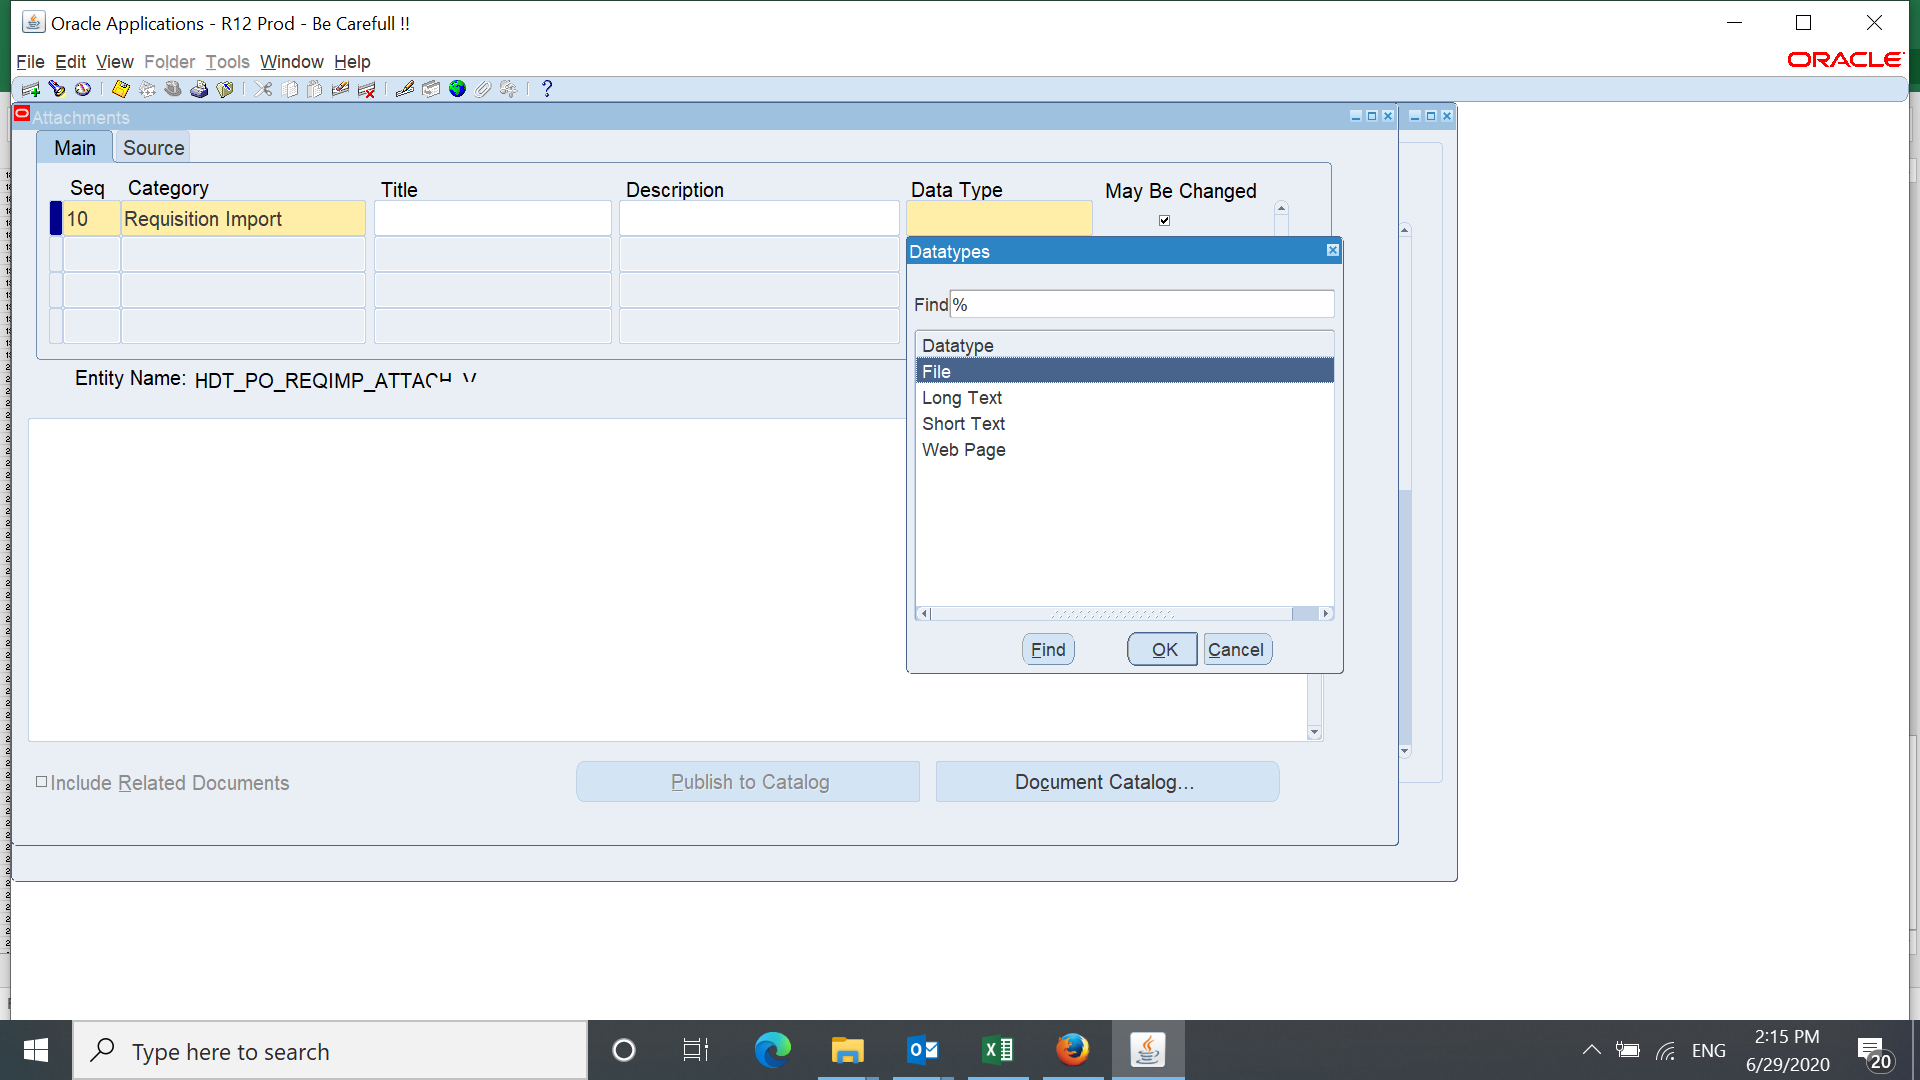 Oracle Applications - R12 Prod - Be Carefull !!
File Edit View Folder Tools Window Help
ORACLE
Attachments
Main Source
Seq Category Title Description Data Type May Be Changed
10 Requisition Import
Datatypes
Find %
Datatype
File
Long Text
Short Text
Web Page
Find OK Cancel
Entity Name: HDT_PO_REQIMP_ATTACH_V
Include Related Documents
Publish to Catalog
Document Catalog...
Type here to search
ENG
2:15 PM
6/29/2020
20